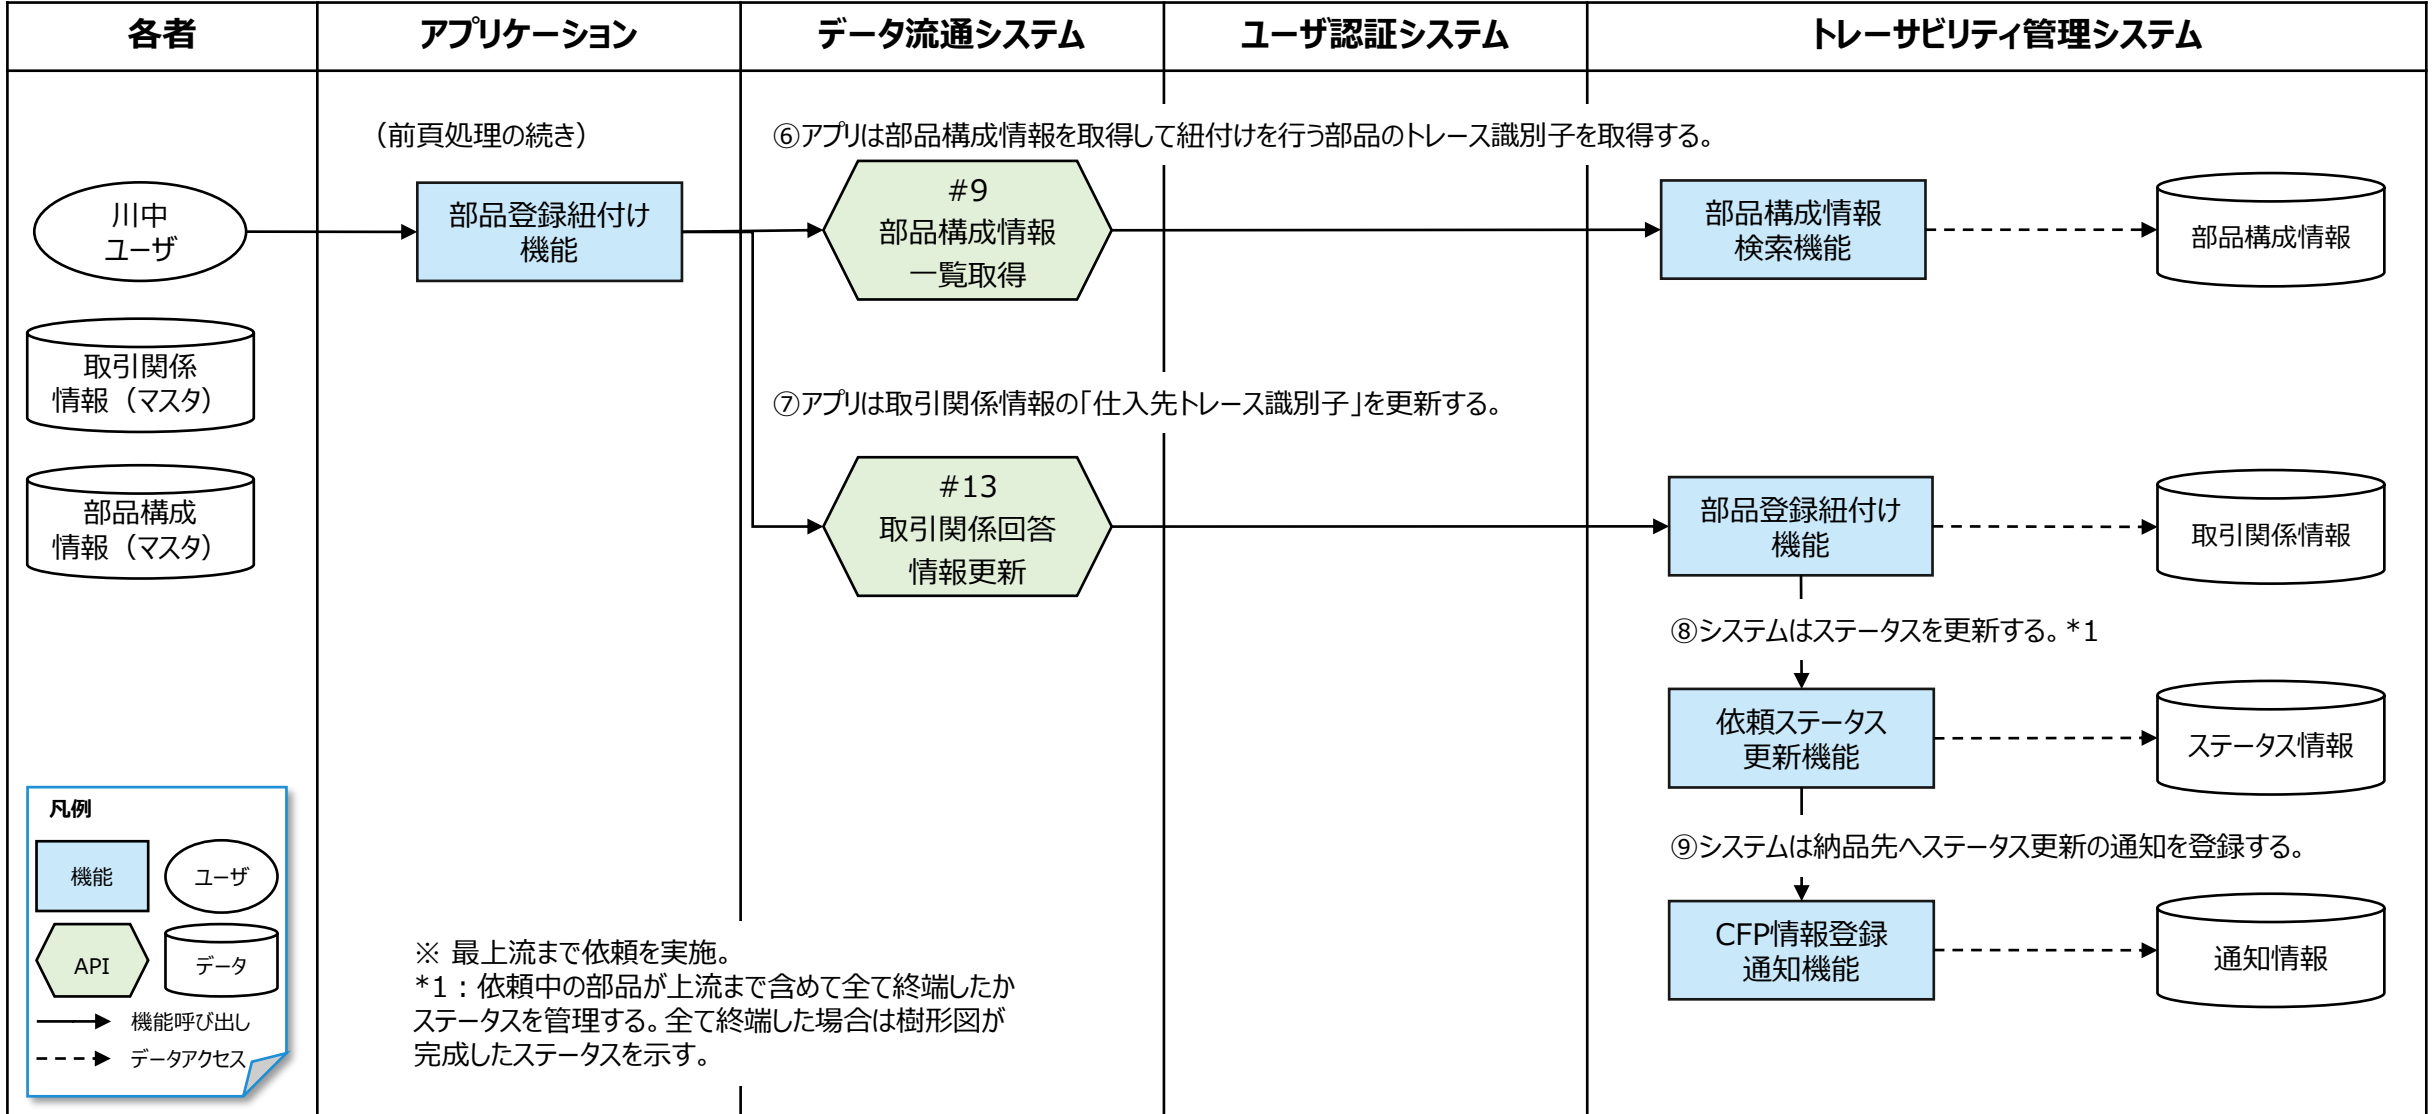 各者
アプリケーション
データ流通システム
ユーザ認証システム
トレーサビリティ管理システム
（前頁処理の続き）
⑥アプリは部品構成情報を取得して紐付けを行う部品のトレース識別子を取得する。
川中
ユーザ
部品登録紐付け
機能
#9
部品構成情報
一覧取得
部品構成情報
検索機能
部品構成情報
取引関係
情報（マスタ）
⑦アプリは取引関係情報の「仕入先トレース識別子」を更新する。
部品構成
情報（マスタ）
#13
取引関係回答
情報更新
部品登録紐付け
機能
取引関係情報
⑧システムはステータスを更新する。*1
依頼ステータス
更新機能
ステータス情報
⑨システムは納品先へステータス更新の通知を登録する。
CFP情報登録
通知機能
通知情報
凡例
機能
ユーザ
API
データ
機能呼び出し
データアクセス
※ 最上流まで依頼を実施。
*1：依頼中の部品が上流まで含めて全て終端したか
ステータスを管理する。全て終端した場合は樹形図が
完成したステータスを示す。